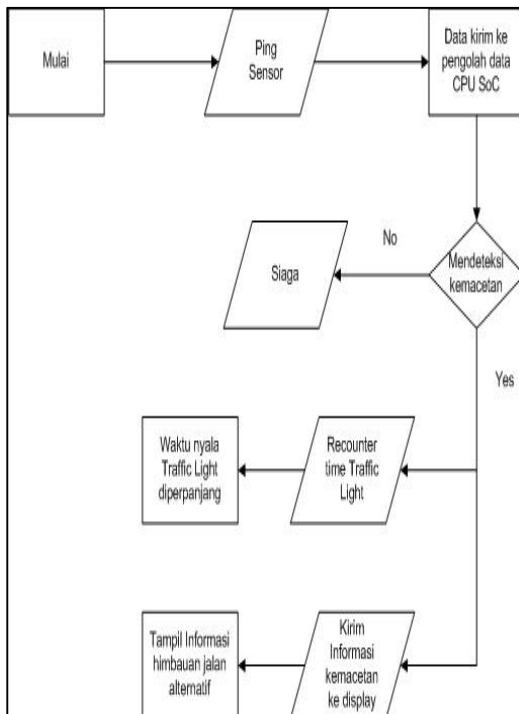 Mulai
Ping
Sensor
Data kirim ke
pengolah data
CPU SoC
No
Mendeteksi
kemacetan
Siaga
Yes
Waktu nyala
Traffic Light
diperpanjang
Recounter
time Traffic
Light
Tampil Informasi
himbauan jalan
alternatif
Kirim
Informasi
kemacetan
ke display